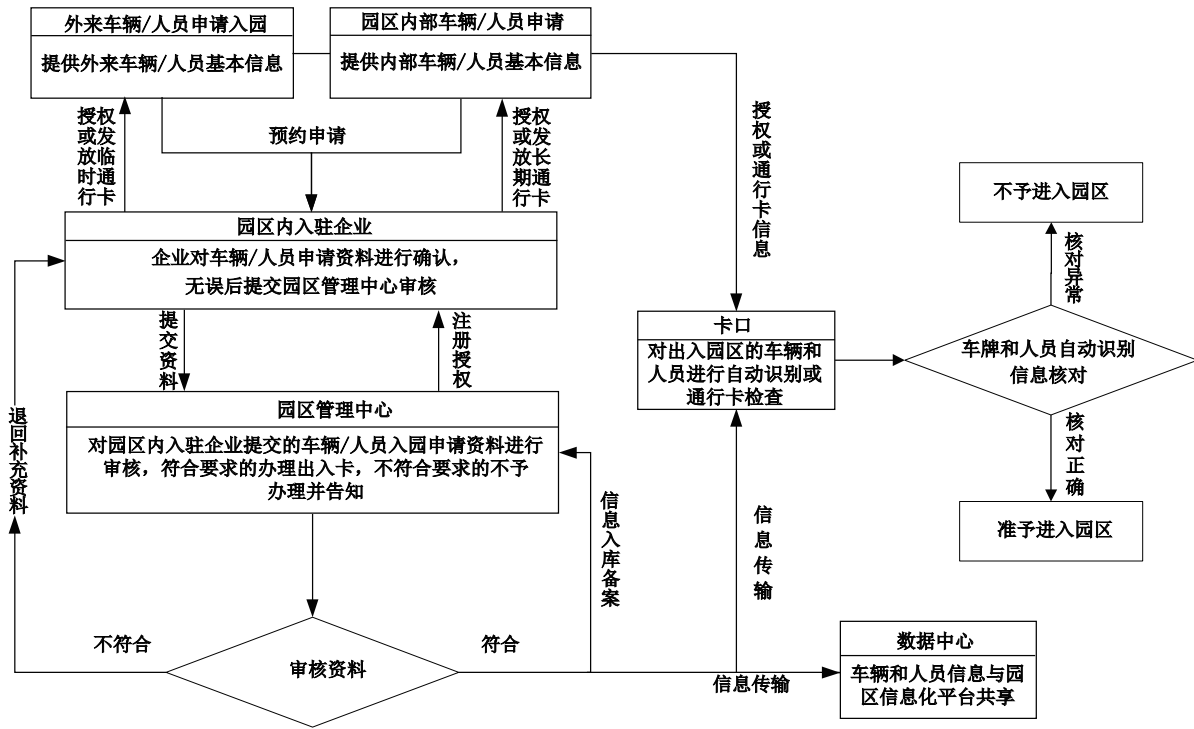 外来车辆/人员申请入园
提供外来车辆/人员基本信息
园区内部车辆/人员申请
提供内部车辆/人员基本信息
授权
或发
放临
时通
行卡
预约申请
授权
或发
放长
期通
行卡
授权或通行卡信息
园区内入驻企业
企业对车辆/人员申请资料进行确认，
无误后提交园区管理中心审核
提交资料
注册授权
卡口
对出入园区的车辆和
人员进行自动识别或
通行卡检查
不予进入园区
核对异常
车牌和人员自动识别
信息核对
核对正确
准予进入园区
园区管理中心
对园区内入驻企业提交的车辆/人员入园申请资料进行
审核，符合要求的办理出入卡，不符合要求的不予
办理并告知
退回补充资料
信息入库备案
信息传输
不符合
审核资料
符合
信息传输
数据中心
车辆和人员信息与园
区信息化平台共享